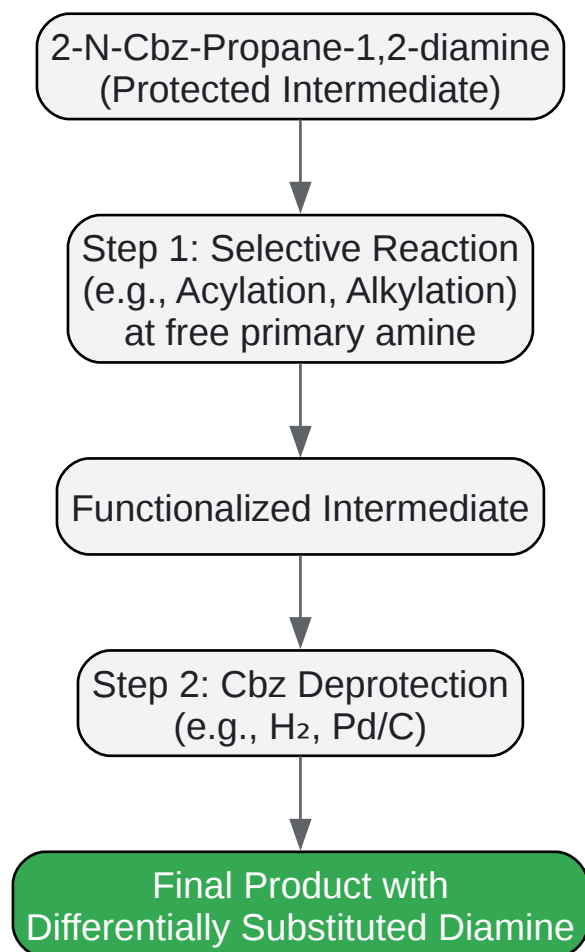 2-N-Cbz-Propane-1,2-diamine
(Protected Intermediate)
Step 1: Selective Reaction
(e.g., Acylation, Alkylation)
at free primary amine
Functionalized Intermediate
Step 2: Cbz Deprotection
(e.g., H₂, Pd/C)
Final Product with
Differentially Substituted Diamine